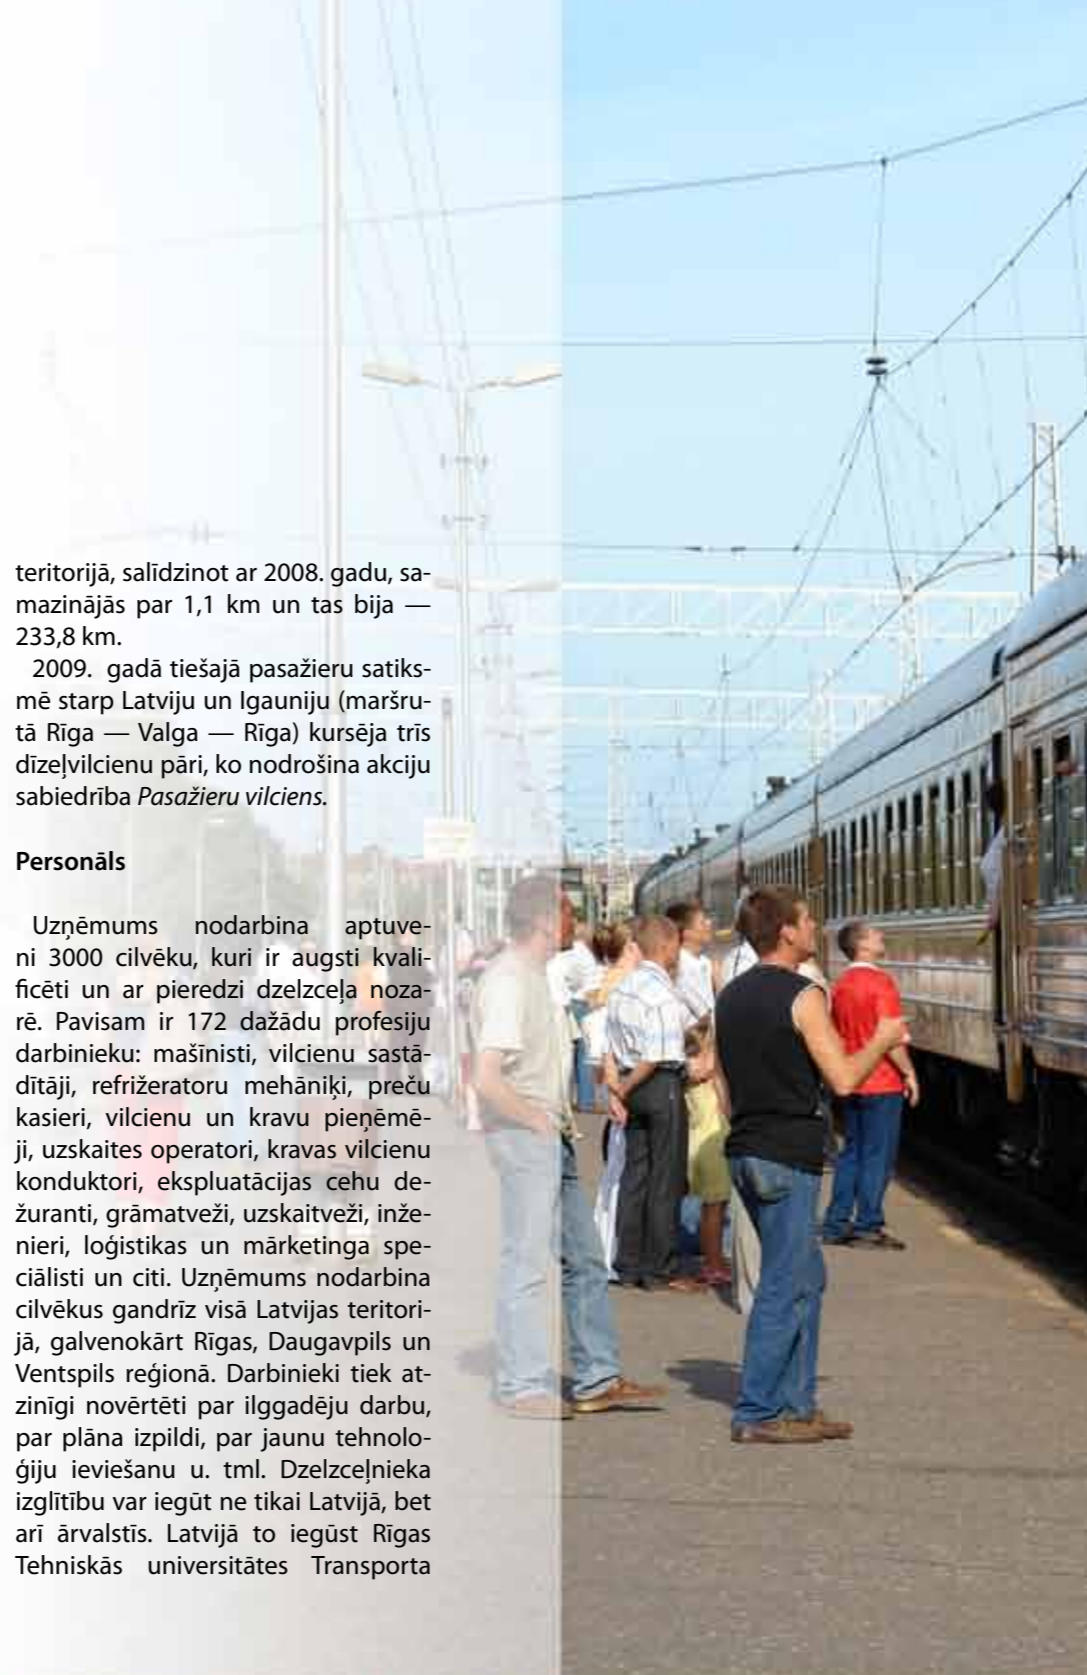 teritorijā, salīdzinot ar 2008. gadu, sa-
mazinājās par 1,1 km un tas bija —
233,8 km.
2009. gadā tiešajā pasažieru satiks-
mē starp Latviju un Igauniju (maršru-
tā Rīga — Valga — Rīga) kursēja trīs
dīzeļvilcienu pāri, ko nodrošina akciju
sabiedrība Pasažieru vilciens.
Personāls
Uzņēmums nodarbina aptuve-
ni 3000 cilvēku, kuri ir augsti kvali-
ficēti un ar pieredzi dzelzceļa noza-
rē. Pavisam ir 172 dažādu profesiju
darbinieku: mašīnisti, vilcienu sastā-
dītāji, refrižeratoru mehāniķi, preču
kasieri, vilcienu un kravu pieņēmē-
ji, uzskaites operatori, kravas vilcienu
konduktori, ekspluatācijas cehu de-
žuranti, grāmatveži, uzskaitveži, inže-
nieri, loģistikas un mārketinga spe-
ciālisti un citi. Uzņēmums nodarbina
cilvēkus gandrīz visā Latvijas teritori-
jā, galvenokārt Rīgas, Daugavpils un
Ventspils reģionā. Darbinieki tiek at-
zinīgi novērtēti par ilggadēju darbu,
par plāna izpildi, par jaunu tehnolo-
ģiju ieviešanu u. tml. Dzelzceļnieka
izglītību var iegūt ne tikai Latvijā, bet
arī ārvalstīs. Latvijā to iegūst Rīgas
Tehniskās universitātes Transporta